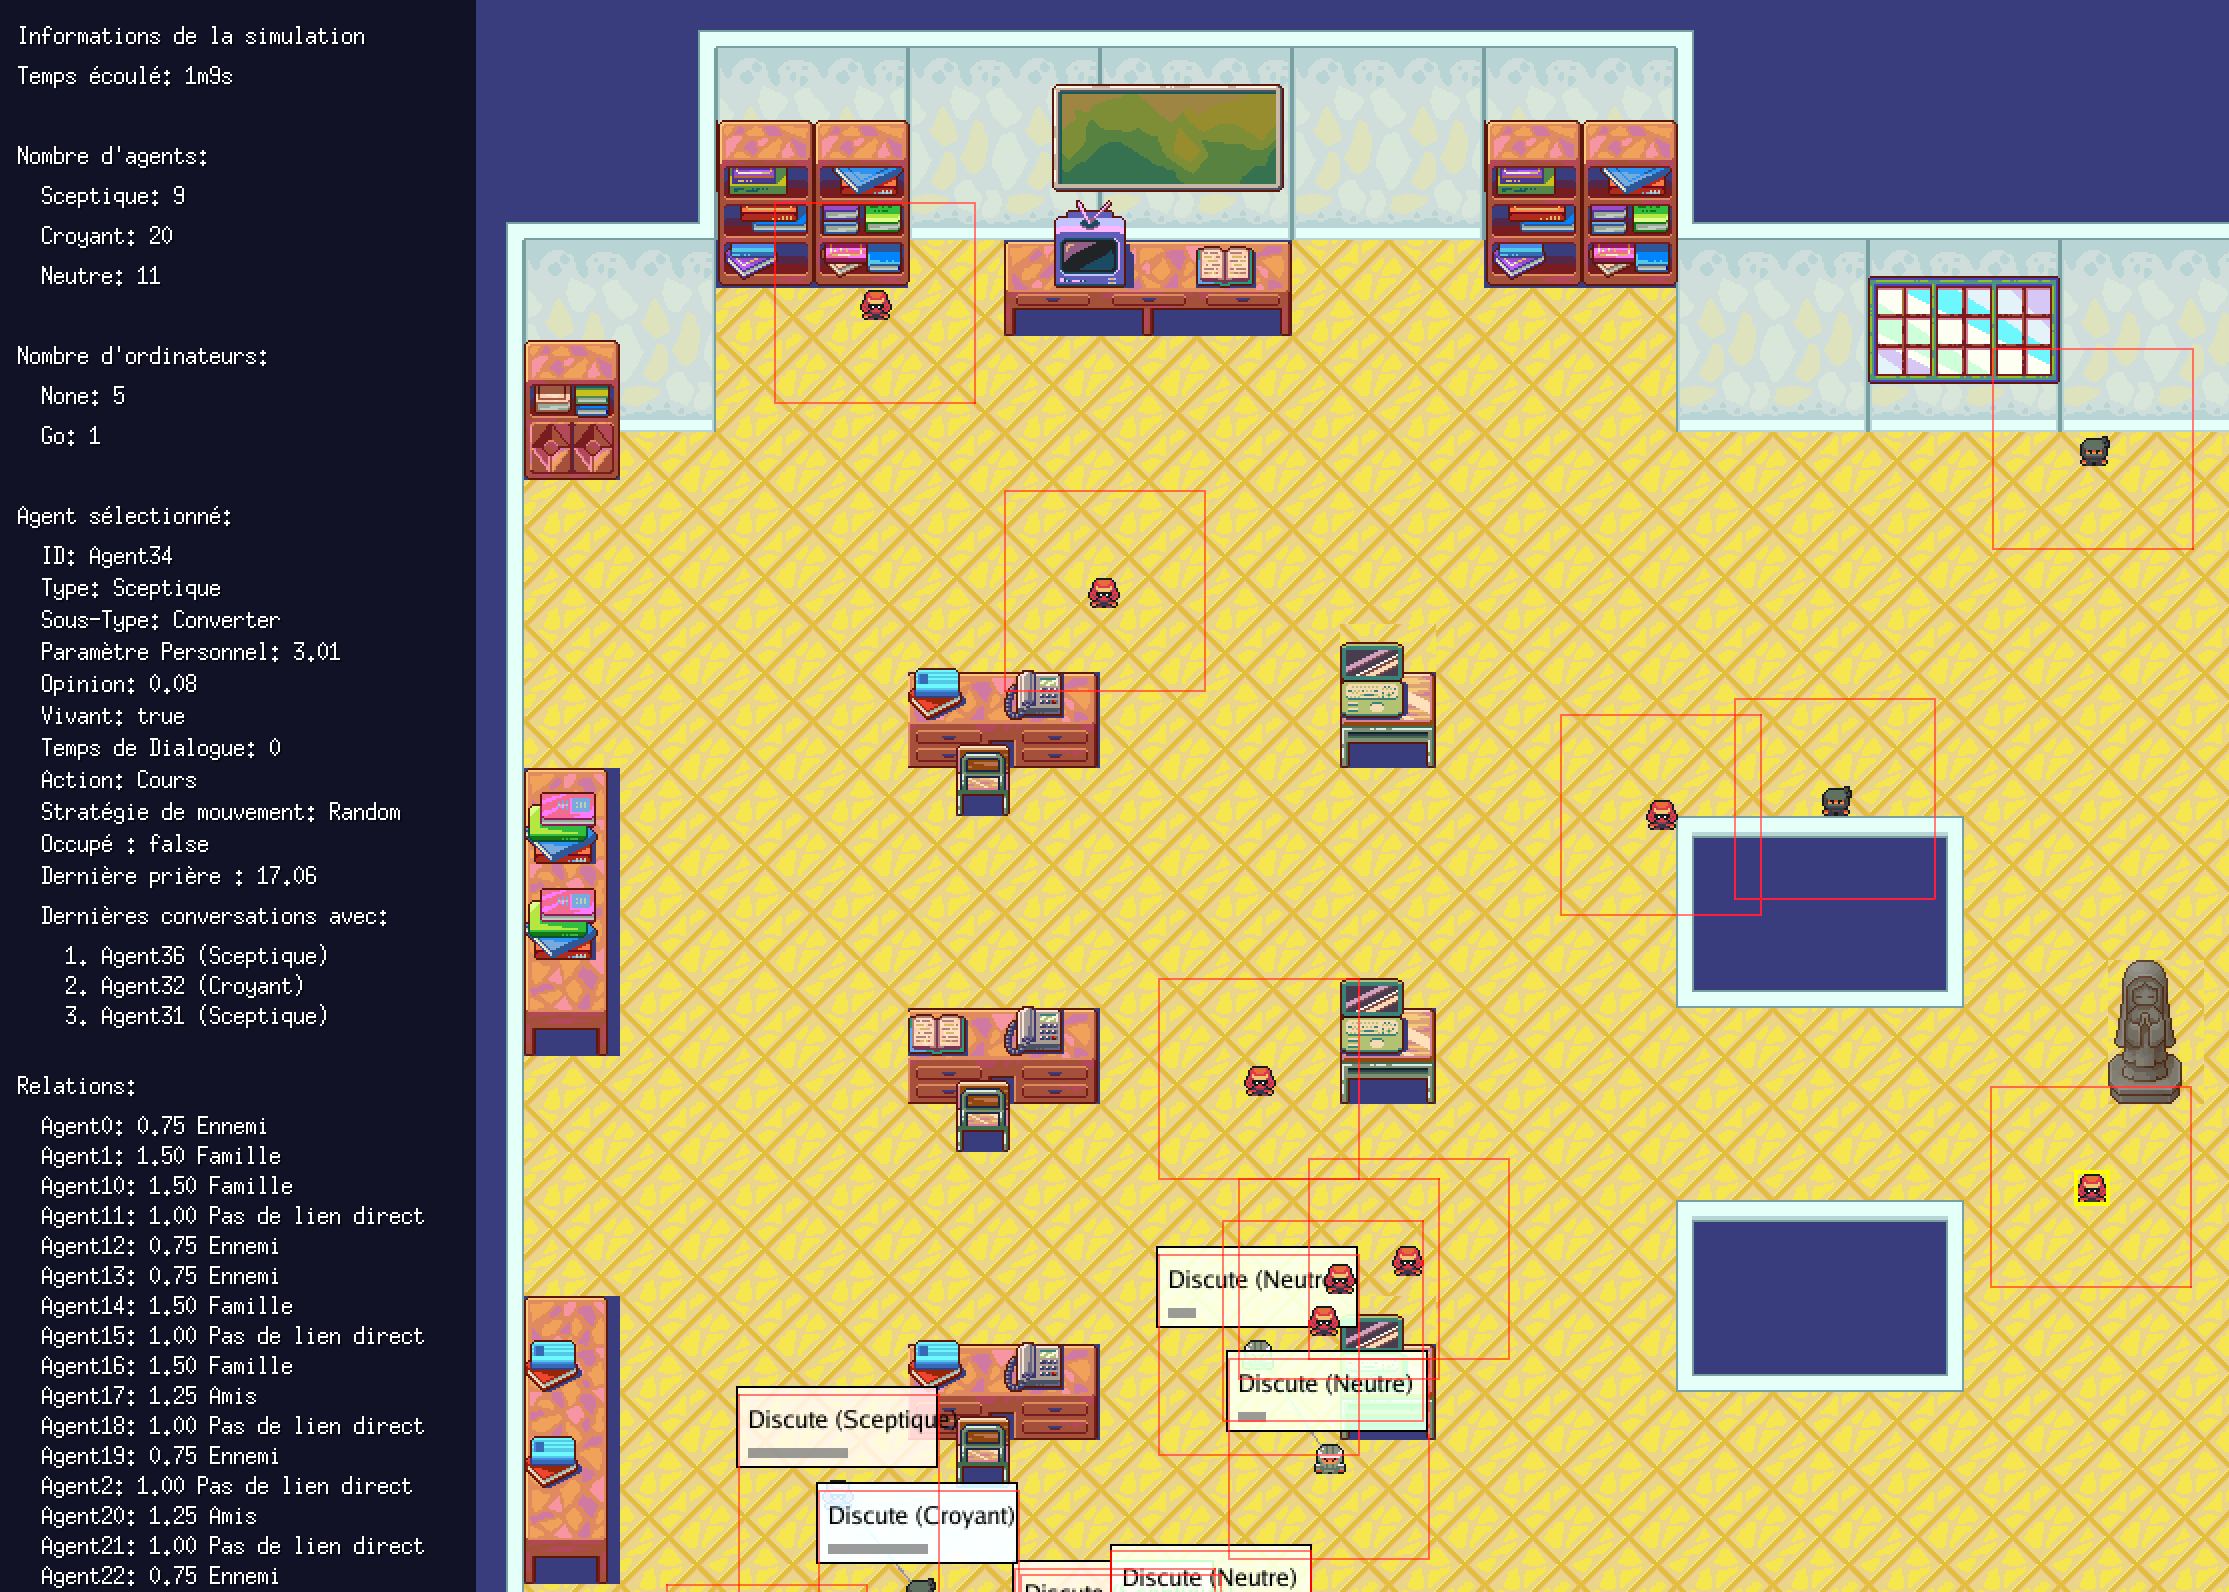 Informations de la simulation
Temps écoulé: 1m9s
Nombre d'agents:
Sceptique: 9
Croyant: 20
Neutre: 11
Nombre d'ordinateurs:
None: 5
Go: 1
Agent sélectionné:
ID: Agent34
Type: Sceptique
Sous-Type: Converter
Paramètre Personnel: 3.01
Opinion: 0.08
Vivant: true
Temps de Dialogue: 0
Action: Cours
Stratégie de mouvement: Random
Occupé : false
Dernière prière : 17.06
Dernières conversations avec:
1. Agent36 (Sceptique)
2. Agent32 (Croyant)
3. Agent31 (Sceptique)
Relations:
Agent0: 0.75 Ennemi
Agent1: 1.50 Famille
Agent10: 1.50 Famille
Agent11: 1.00 Pas de lien direct
Agent12: 0.75 Ennemi
Agent13: 0.75 Ennemi
Agent14: 1.50 Famille
Agent15: 1.00 Pas de lien direct
Agent16: 1.50 Famille
Agent17: 1.25 Amis
Agent18: 1.00 Pas de lien direct
Agent19: 0.75 Ennemi
Agent2: 1.00 Pas de lien direct
Agent20: 1.25 Amis
Agent21: 1.00 Pas de lien direct
Agent22: 0.75 Ennemi
Discute (Neutr
Discute (Neutre)
Discute (Sceptique)
Discute (Croyant)
Discute
Discute (Neutre)